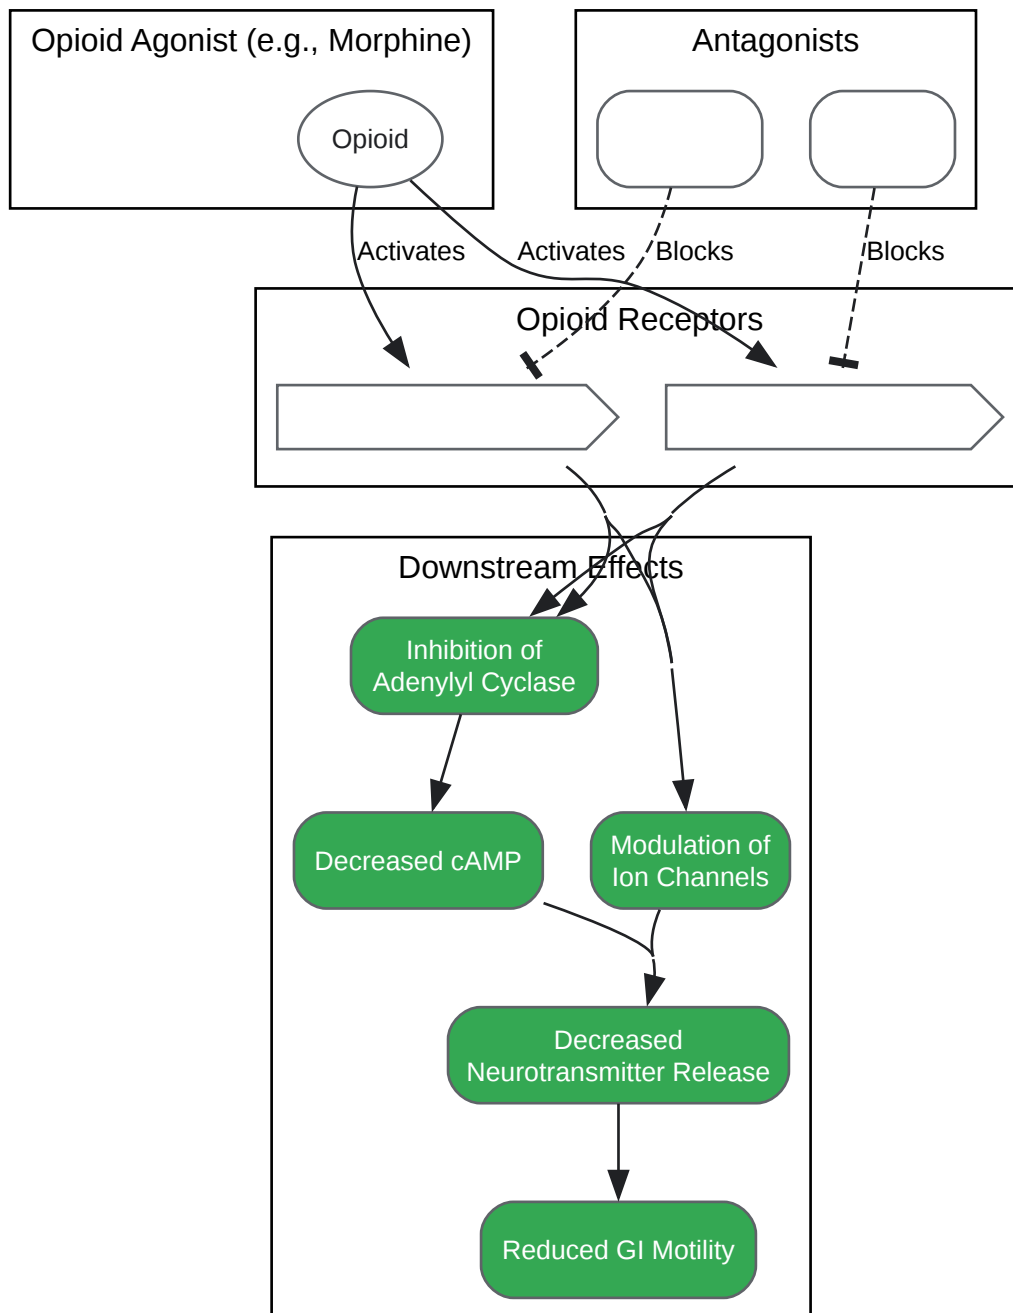 Opioid Agonist (e.g., Morphine)
Antagonists
Opioid
Activates
Activates
Blocks
Blocks
Opioid Receptors
Downstream Effects
Inhibition of
Adenylyl Cyclase
Decreased cAMP
Modulation of
Ion Channels
Decreased
Neurotransmitter Release
Reduced GI Motility